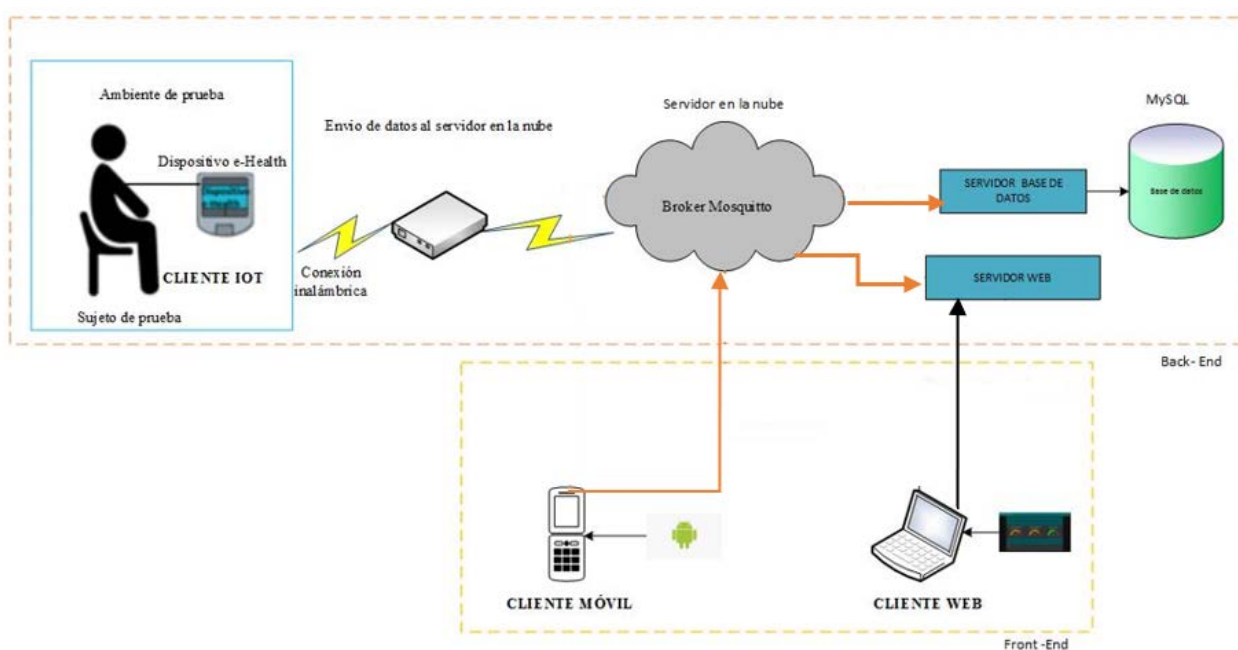 Ambiente de prueba
Dispositivo e-Health
CLIENTE IOT
Sujeto de prueba
Envio de datos al servidor en la nube
Conexión
inalámbrica
Servidor en la nube
Broker Mosquitto
SERVIDOR BASE DE
DATOS
SERVIDOR WEB
MySQL
Base de datos
Back- End
CLIENTE MÓVIL
CLIENTE WEB
Front -End